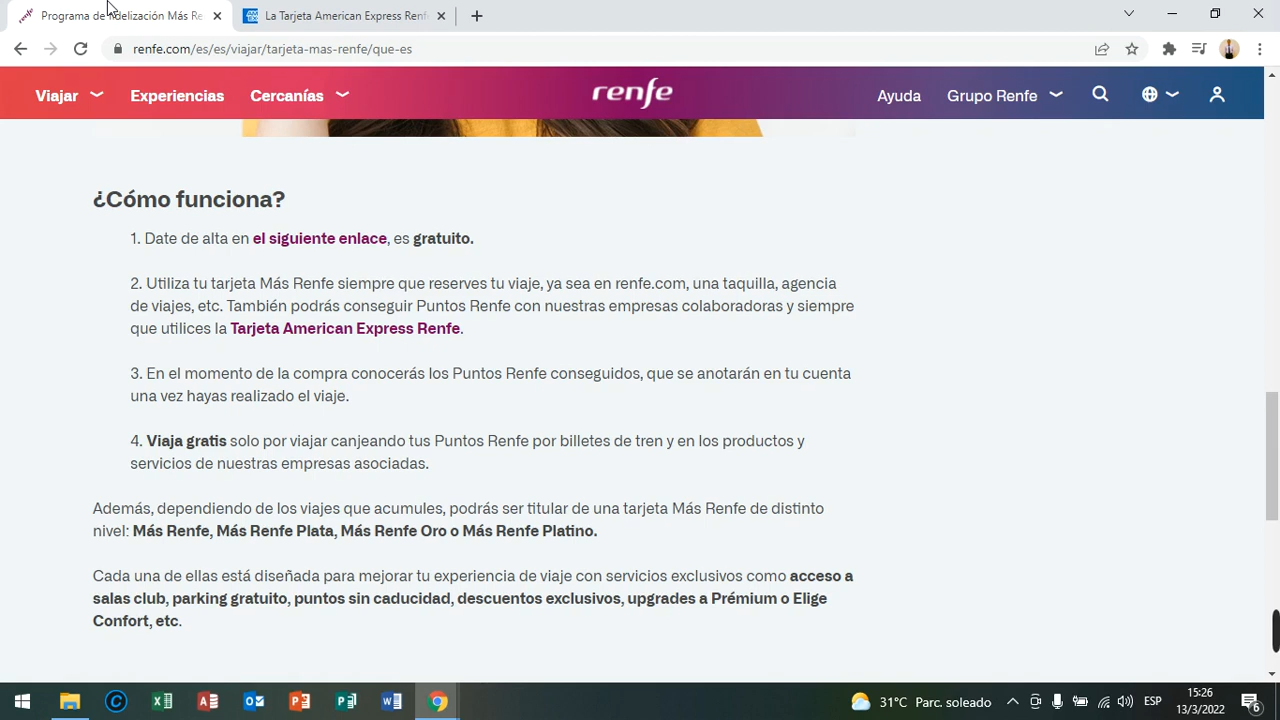 Programa de fidelización Más Re
La Tarjeta American Express Renf
renfe.com/es/es/viajar/tarjeta-mas-renfe/que-es
Viajar Experiencias Cercanías renfe Ayuda Grupo Renfe
¿Cómo funciona?
1. Date de alta en el siguiente enlace, es gratuito.
2. Utiliza tu tarjeta Más Renfe siempre que reserves tu viaje, ya sea en renfe.com, una taquilla, agencia
de viajes, etc. También podrás conseguir Puntos Renfe con nuestras empresas colaboradoras y siempre
que utilices la Tarjeta American Express Renfe.
3. En el momento de la compra conocerás los Puntos Renfe conseguidos, que se anotarán en tu cuenta
una vez hayas realizado el viaje.
4. Viaja gratis solo por viajar canjeando tus Puntos Renfe por billetes de tren y en los productos y
servicios de nuestras empresas asociadas.
Además, dependiendo de los viajes que acumules, podrás ser titular de una tarjeta Más Renfe de distinto
nivel: Más Renfe, Más Renfe Plata, Más Renfe Oro o Más Renfe Platino.
Cada una de ellas está diseñada para mejorar tu experiencia de viaje con servicios exclusivos como acceso a
salas club, parking gratuito, puntos sin caducidad, descuentos exclusivos, upgrades a Prémium o Elige
Confort, etc.
31°C Parc. soleado
ESP
15:26
13/3/2022
6